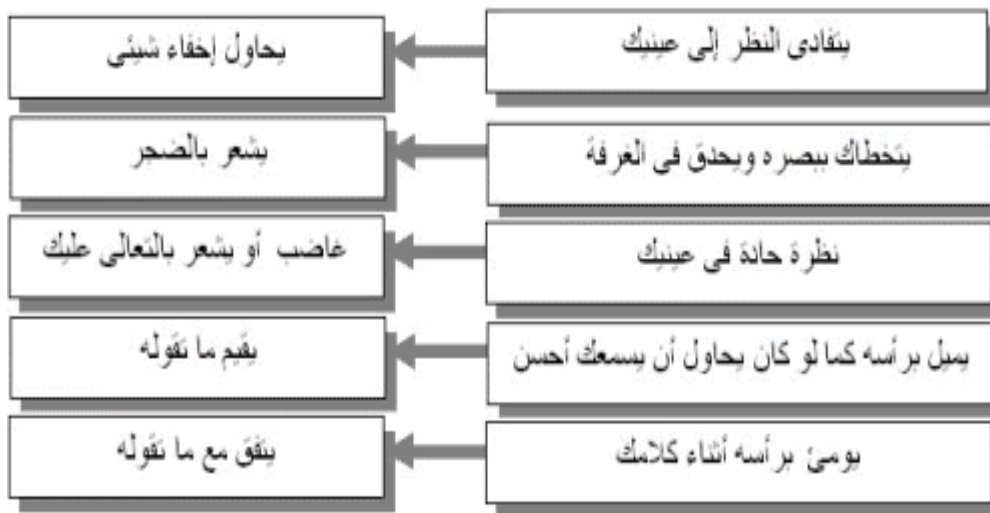 يتفادى النظر إلى عينيك
يحاول إخفاء شيئى
يتخطاك ببصره ويحدق فى الغرفة
يشعر بالضجر
نظرة حادة فى عينيك
غاضب أو يشعر بالتعالى عليك
يميل برأسه كما لو كان يحاول أن يسمعك أحسن
يقيم ما تقوله
يومئ برأسه أثناء كلامك
يتفق مع ما تقوله